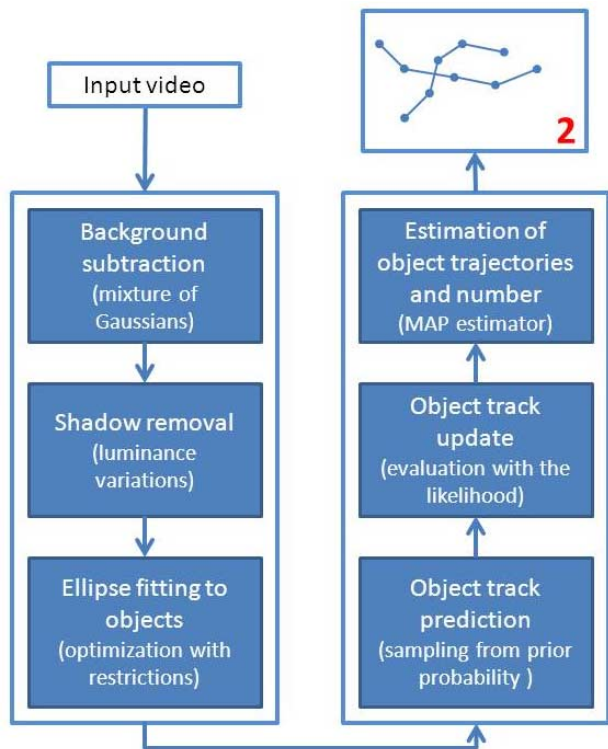 Input video
Background
subtraction
(mixture of
Gaussians)
Shadow removal
(luminance
variations)
Ellipse fitting to
objects
(optimization with
restrictions)
Object track
prediction
(sampling from prior
probability )
Object track
update
(evaluation with the
likelihood)
Estimation of
object trajectories
and number
(MAP estimator)
2